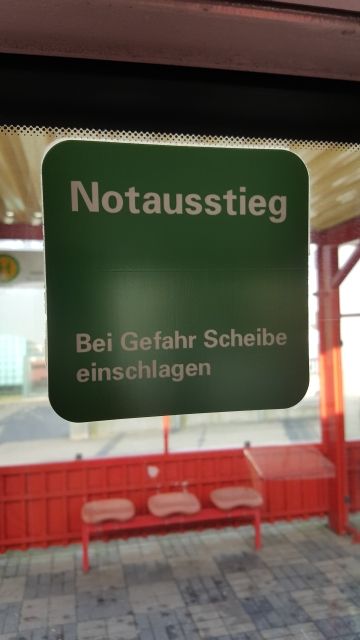 Notausstieg
Bei Gefahr Scheibe
einschlagen